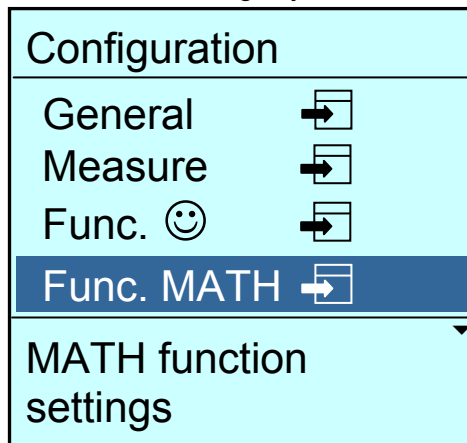 Configuration
General
Measure
Func. ☺
Func. MATH
MATH function
settings